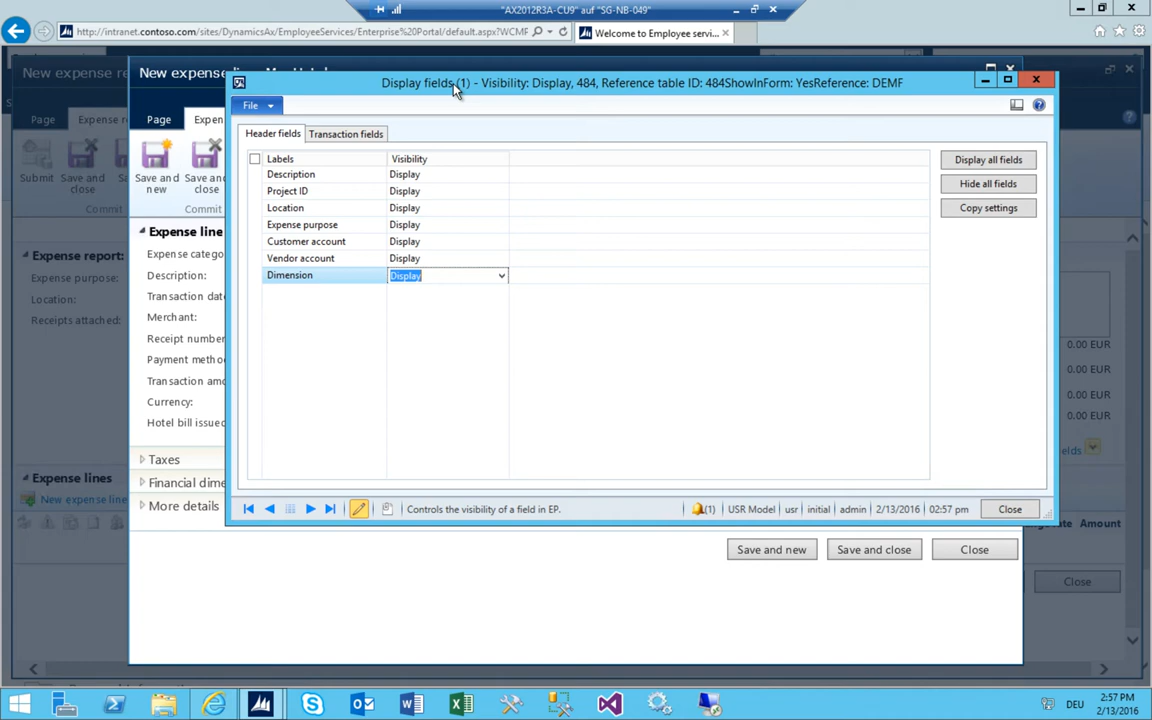 "AX2012R3A-CU9" auf "SG-NB-049"
http://intranet.contoso.com/sites/DynamicsAx/EmployeeServices/Enterprise%20Portal/default.aspx?WCMF
Welcome to Employee servi...
New expense re
New expense line
Display fields (1) - Visibility: Display, 484, Reference table ID: 484ShowInForm: YesReference: DEMF
File
Page
Expense r
Page
Expen
Header fields
Transaction fields
Submit
Save and close
Save and new
Save and close
Commit
Commit
Labels
Visibility
Description
Display
Project ID
Display
Location
Display
Expense purpose
Display
Customer account
Display
Vendor account
Display
Dimension
Display
Display all fields
Hide all fields
Copy settings
Expense report:
Expense purpose:
Location:
Receipts attached:
Expense line
Expense categ
Description:
Transaction date
Merchant:
Receipt number
Payment metho
Transaction amo
Currency:
Hotel bill issued
Taxes
Financial dime
More details
0.00 EUR
0.00 EUR
0.00 EUR
0.00 EUR
elds
Expense lines
New expense line
Controls the visibility of a field in EP.
(1)
USR Model
usr
initial
admin
2/13/2016
02:57 pm
Close
Amount
Save and new
Save and close
Close
Close
DEU
2:57 PM
2/13/2016